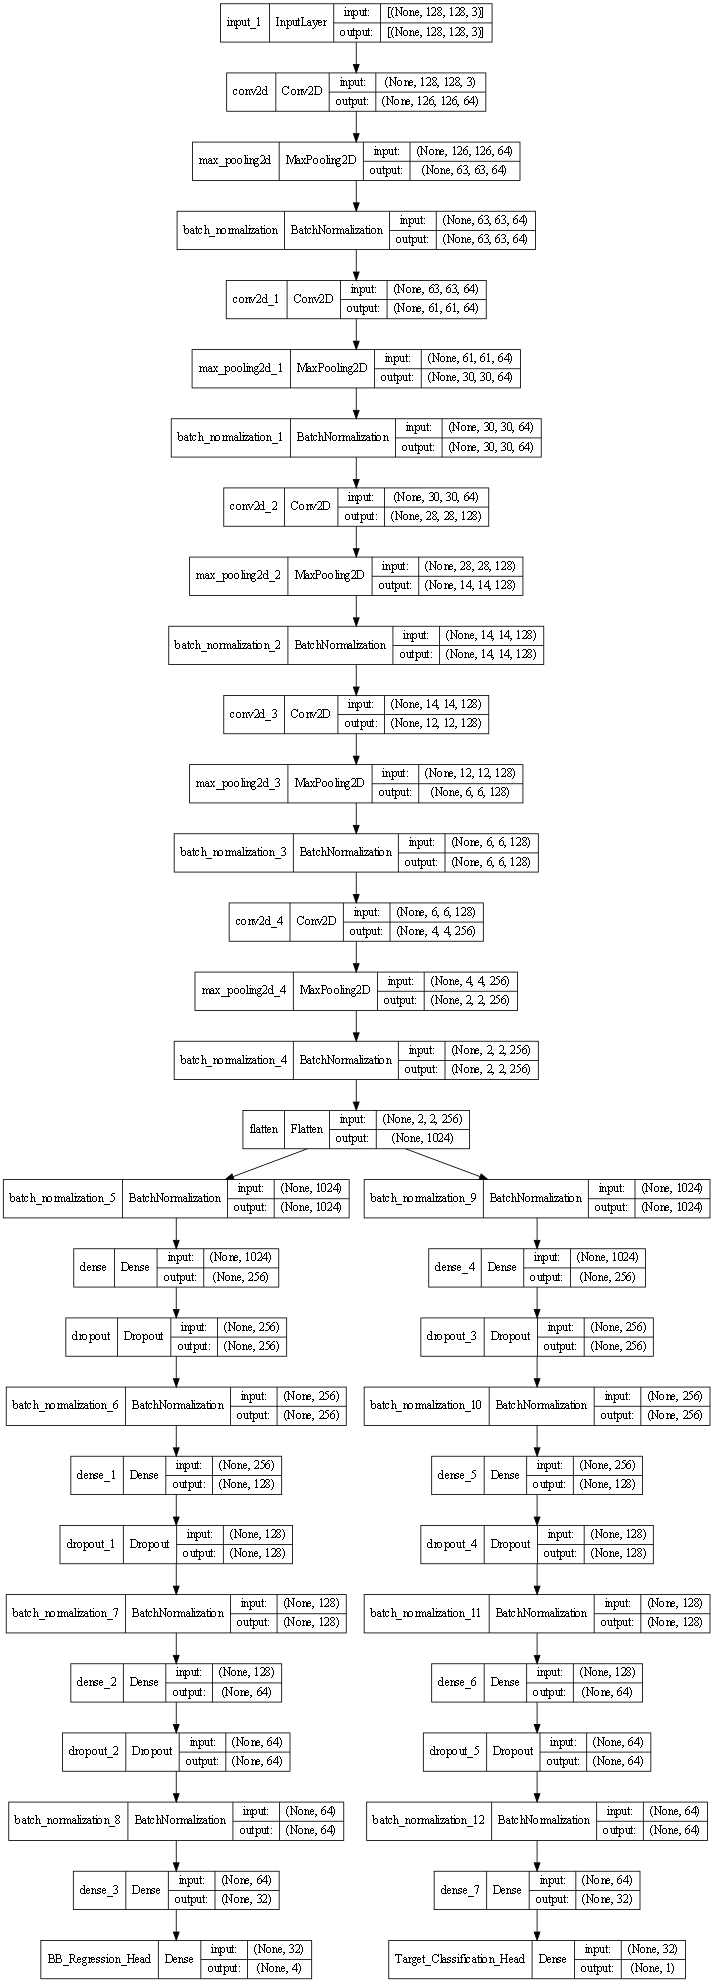 input_1 InputLayer input: [(None, 128, 128, 3)]
output: [(None, 128, 128, 3)]
conv2d Conv2D input: (None, 128, 128, 3)
output: (None, 126, 126, 64)
max_pooling2d MaxPooling2D input: (None, 126, 126, 64)
output: (None, 63, 63, 64)
batch_normalization BatchNormalization input: (None, 63, 63, 64)
output: (None, 63, 63, 64)
conv2d_1 Conv2D input: (None, 63, 63, 64)
output: (None, 61, 61, 64)
max_pooling2d_1 MaxPooling2D input: (None, 61, 61, 64)
output: (None, 30, 30, 64)
batch_normalization_1 BatchNormalization input: (None, 30, 30, 64)
output: (None, 30, 30, 64)
conv2d_2 Conv2D input: (None, 30, 30, 64)
output: (None, 28, 28, 128)
max_pooling2d_2 MaxPooling2D input: (None, 28, 28, 128)
output: (None, 14, 14, 128)
batch_normalization_2 BatchNormalization input: (None, 14, 14, 128)
output: (None, 14, 14, 128)
conv2d_3 Conv2D input: (None, 14, 14, 128)
output: (None, 12, 12, 128)
max_pooling2d_3 MaxPooling2D input: (None, 12, 12, 128)
output: (None, 6, 6, 128)
batch_normalization_3 BatchNormalization input: (None, 6, 6, 128)
output: (None, 6, 6, 128)
conv2d_4 Conv2D input: (None, 6, 6, 128)
output: (None, 4, 4, 256)
max_pooling2d_4 MaxPooling2D input: (None, 4, 4, 256)
output: (None, 2, 2, 256)
batch_normalization_4 BatchNormalization input: (None, 2, 2, 256)
output: (None, 2, 2, 256)
flatten Flatten input: (None, 2, 2, 256)
output: (None, 1024)
batch_normalization_5 BatchNormalization input: (None, 1024)
output: (None, 1024)
batch_normalization_9 BatchNormalization input: (None, 1024)
output: (None, 1024)
dense Dense input: (None, 1024)
output: (None, 256)
dense_4 Dense input: (None, 1024)
output: (None, 256)
dropout Dropout input: (None, 256)
output: (None, 256)
dropout_3 Dropout input: (None, 256)
output: (None, 256)
batch_normalization_6 BatchNormalization input: (None, 256)
output: (None, 256)
batch_normalization_10 BatchNormalization input: (None, 256)
output: (None, 256)
dense_1 Dense input: (None, 256)
output: (None, 128)
dense_5 Dense input: (None, 256)
output: (None, 128)
dropout_1 Dropout input: (None, 128)
output: (None, 128)
dropout_4 Dropout input: (None, 128)
output: (None, 128)
batch_normalization_7 BatchNormalization input: (None, 128)
output: (None, 128)
batch_normalization_11 BatchNormalization input: (None, 128)
output: (None, 128)
dense_2 Dense input: (None, 128)
output: (None, 64)
dense_6 Dense input: (None, 128)
output: (None, 64)
dropout_2 Dropout input: (None, 64)
output: (None, 64)
dropout_5 Dropout input: (None, 64)
output: (None, 64)
batch_normalization_8 BatchNormalization input: (None, 64)
output: (None, 64)
batch_normalization_12 BatchNormalization input: (None, 64)
output: (None, 64)
dense_3 Dense input: (None, 64)
output: (None, 32)
dense_7 Dense input: (None, 64)
output: (None, 32)
BB_Regression_Head Dense input: (None, 32)
output: (None, 4)
Target_Classification_Head Dense input: (None, 32)
output: (None, 1)